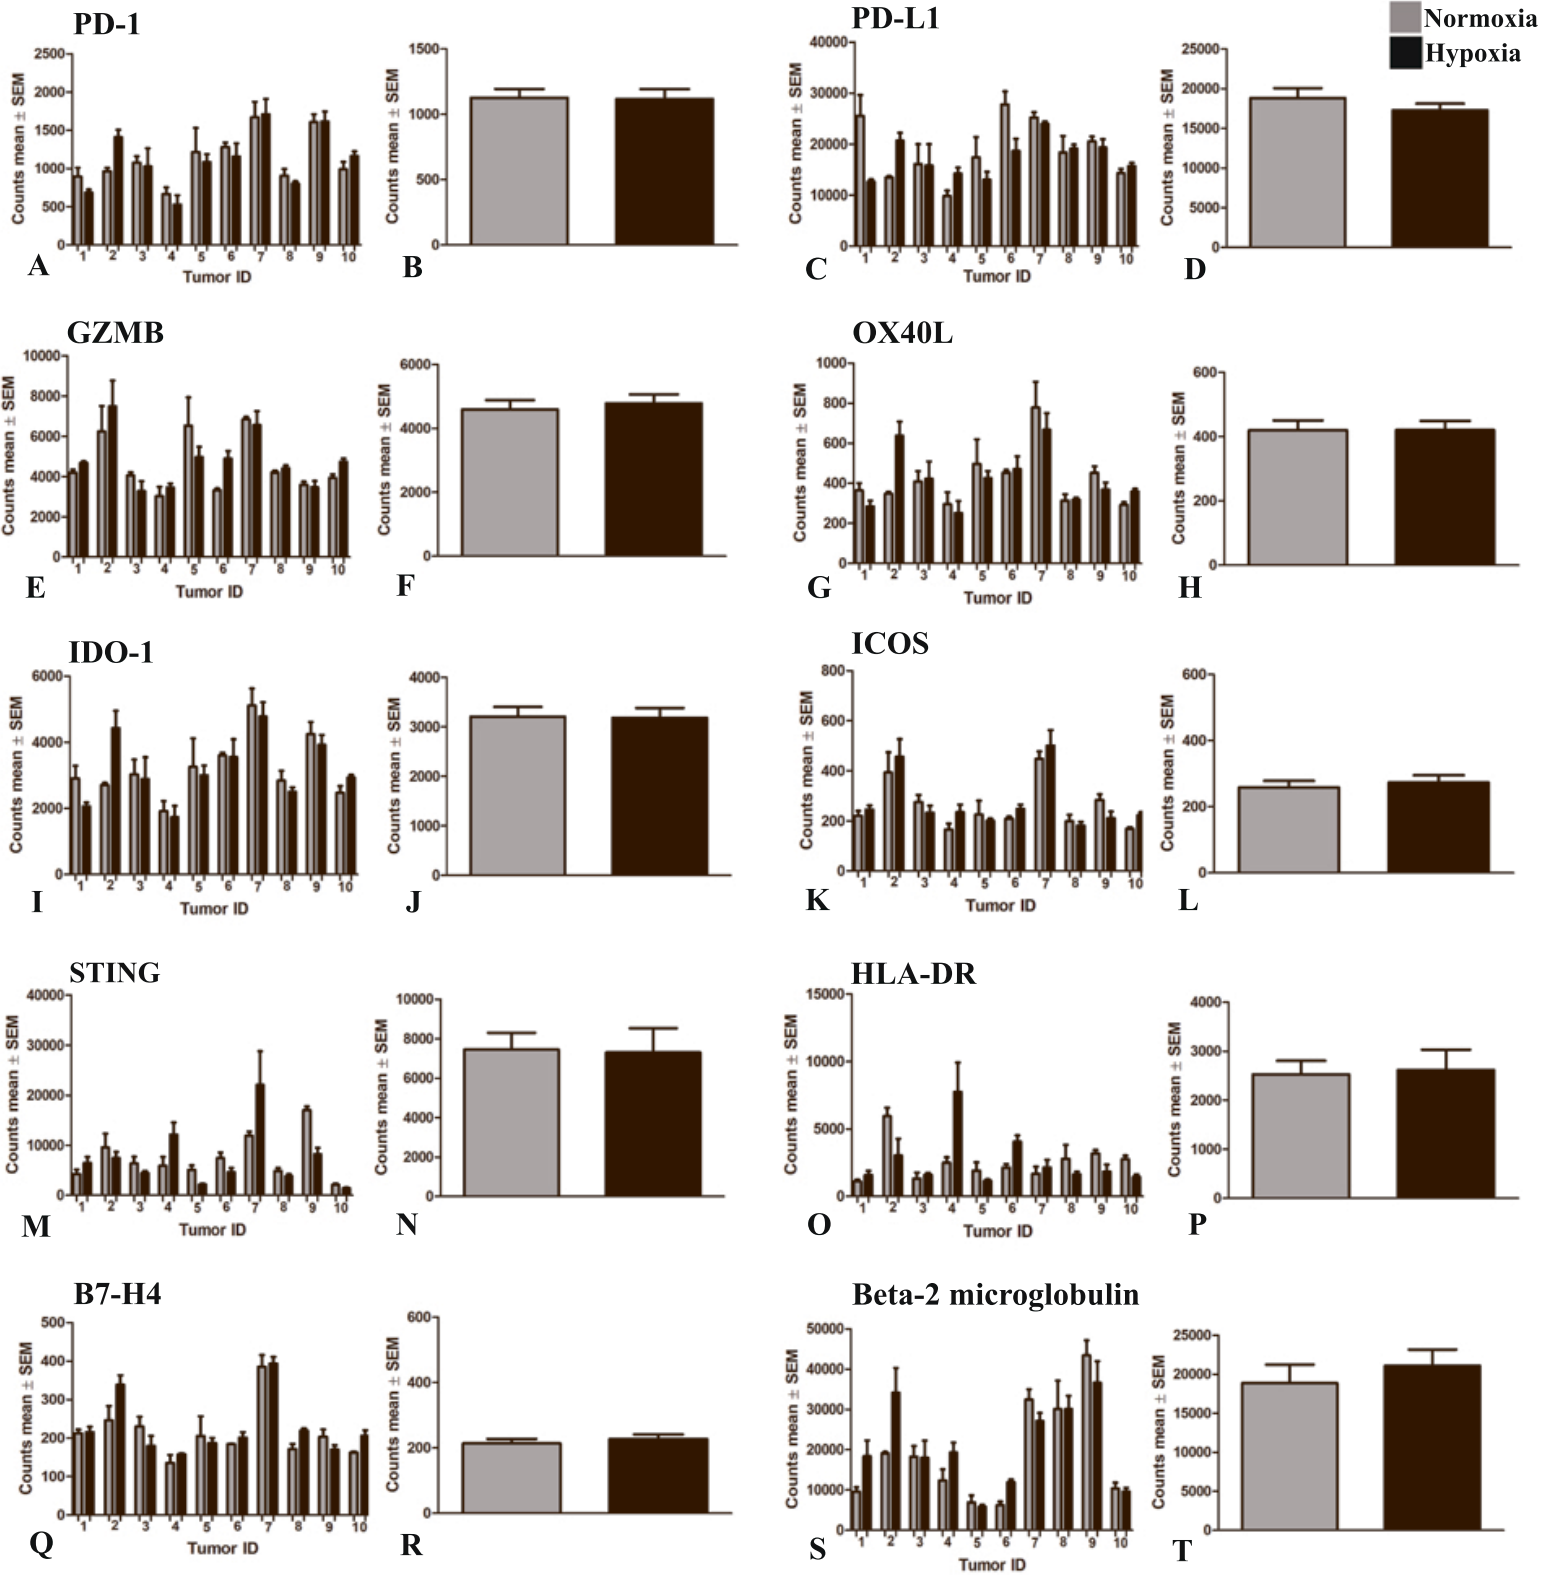 PD-1
PD-L1
Normoxia
Hypoxia
Counts mean ± SEM
2500
2000
1500
1000
500
0
1 2 3 4 5 6 7 8 9 10
Tumor ID
A
Counts mean ± SEM
1500
1000
500
0
B
Counts mean ± SEM
40000
30000
20000
10000
0
1 2 3 4 5 6 7 8 9 10
Tumor ID
C
Counts mean ± SEM
25000
20000
15000
10000
5000
0
D
GZMB
Counts mean ± SEM
10000
8000
6000
4000
2000
0
1 2 3 4 5 6 7 8 9 10
Tumor ID
E
Counts mean ± SEM
6000
4000
2000
0
F
OX40L
Counts mean ± SEM
1000
800
600
400
200
0
1 2 3 4 5 6 7 8 9 10
Tumor ID
G
Counts mean ± SEM
600
400
200
0
H
IDO-1
Counts mean ± SEM
6000
4000
2000
0
1 2 3 4 5 6 7 8 9 10
Tumor ID
I
Counts mean ± SEM
4000
3000
2000
1000
0
J
ICOS
Counts mean ± SEM
800
600
400
200
0
1 2 3 4 5 6 7 8 9 10
Tumor ID
K
Counts mean ± SEM
600
400
200
0
L
STING
Counts mean ± SEM
40000
30000
20000
10000
0
1 2 3 4 5 6 7 8 9 10
Tumor ID
M
Counts mean ± SEM
10000
8000
6000
4000
2000
0
N
HLA-DR
Counts mean ± SEM
15000
10000
5000
0
1 2 3 4 5 6 7 8 9 10
Tumor ID
O
Counts mean ± SEM
4000
3000
2000
1000
0
P
B7-H4
Counts mean ± SEM
500
400
300
200
100
0
1 2 3 4 5 6 7 8 9 10
Tumor ID
Q
Counts mean ± SEM
600
400
200
0
R
Beta-2 microglobulin
Counts mean ± SEM
50000
40000
30000
20000
10000
0
1 2 3 4 5 6 7 8 9 10
Tumor ID
S
Counts mean ± SEM
25000
20000
15000
10000
5000
0
T